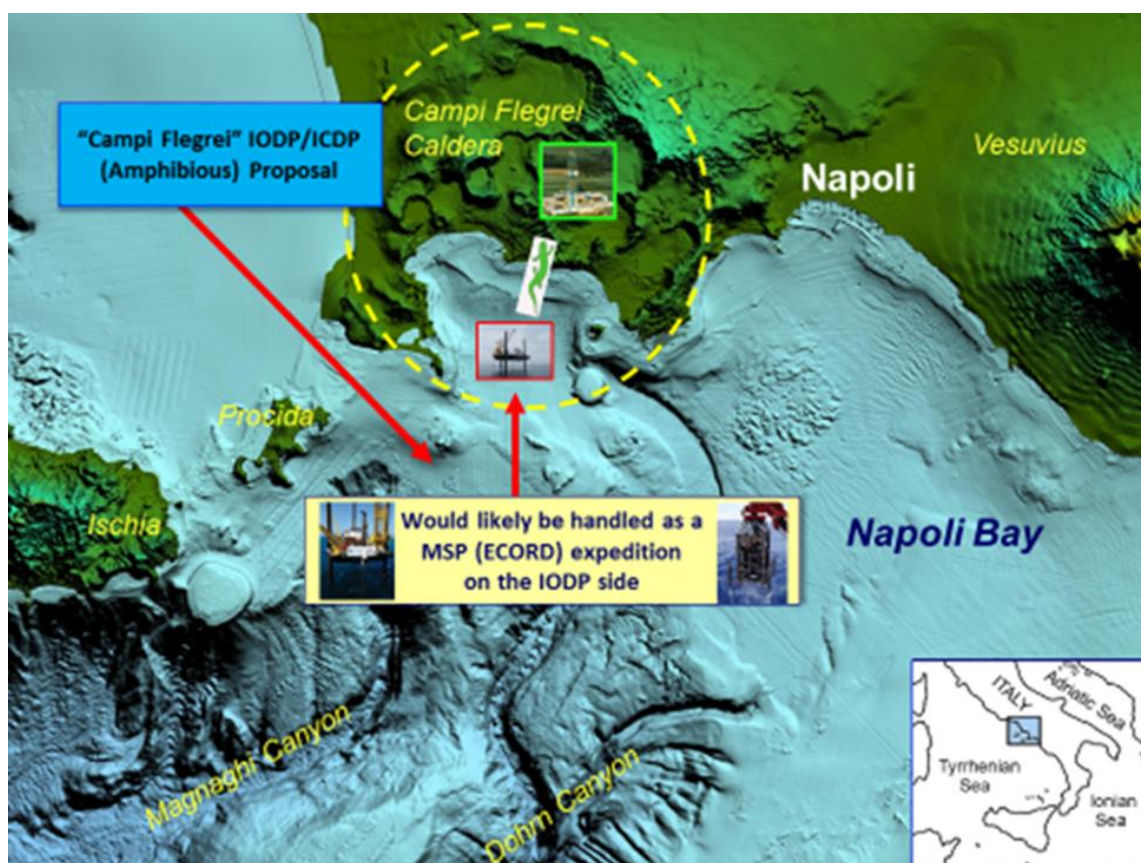 “Campi Flegrei” IODP/ICDP
(Amphibious) Proposal
Campi Flegrei
Caldera
Napoli
Vesuvius
Procida
Ischia
Would likely be handled as a
MSP (ECORD) expedition
on the IODP side
Napoli Bay
Magnaghi Canyon
Dohrn Canyon
ITALY
Adriatic Sea
Tyrrhenian
Sea
Ionian
Sea